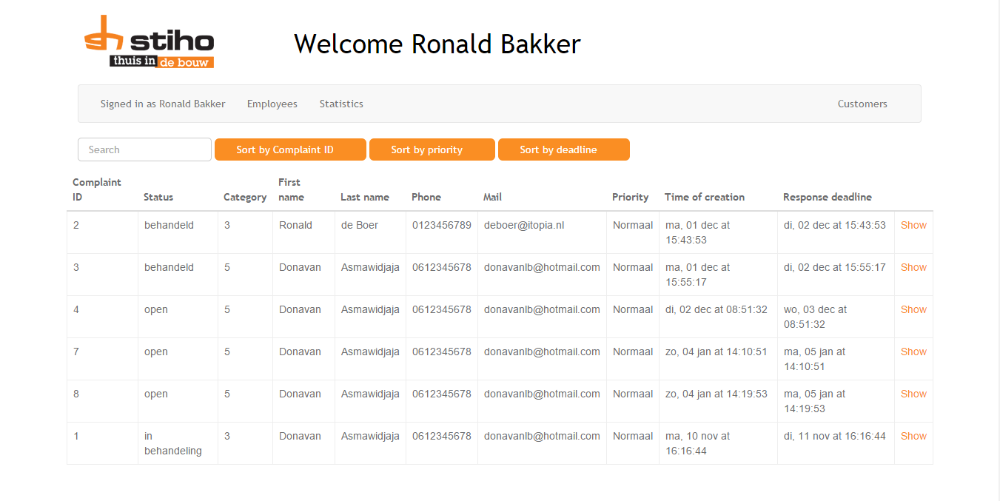 stiho
thuis in de bouw
Welcome Ronald Bakker
Signed in as Ronald Bakker Employees Statistics Customers
Search Sort by Complaint ID Sort by priority Sort by deadline
Complaint ID Status Category First name Last name Phone Mail Priority Time of creation Response deadline
2 behandeld 3 Ronald de Boer 0123456789 deboer@itopia.nl Normaal ma, 01 dec at 15:43:53 di, 02 dec at 15:43:53 Show
3 behandeld 5 Donavan Asmawidjaja 0612345678 donavanlb@hotmail.com Normaal ma, 01 dec at 15:55:17 di, 02 dec at 15:55:17 Show
4 open 5 Donavan Asmawidjaja 0612345678 donavanlb@hotmail.com Normaal di, 02 dec at 08:51:32 wo, 03 dec at 08:51:32 Show
7 open 5 Donavan Asmawidjaja 0612345678 donavanlb@hotmail.com Normaal zo, 04 jan at 14:10:51 ma, 05 jan at 14:10:51 Show
8 open 5 Donavan Asmawidjaja 0612345678 donavanlb@hotmail.com Normaal zo, 04 jan at 14:19:53 ma, 05 jan at 14:19:53 Show
1 in behandeling 3 Donavan Asmawidjaja 0612345678 donavanlb@hotmail.com Normaal ma, 10 nov at 16:16:44 di, 11 nov at 16:16:44 Show